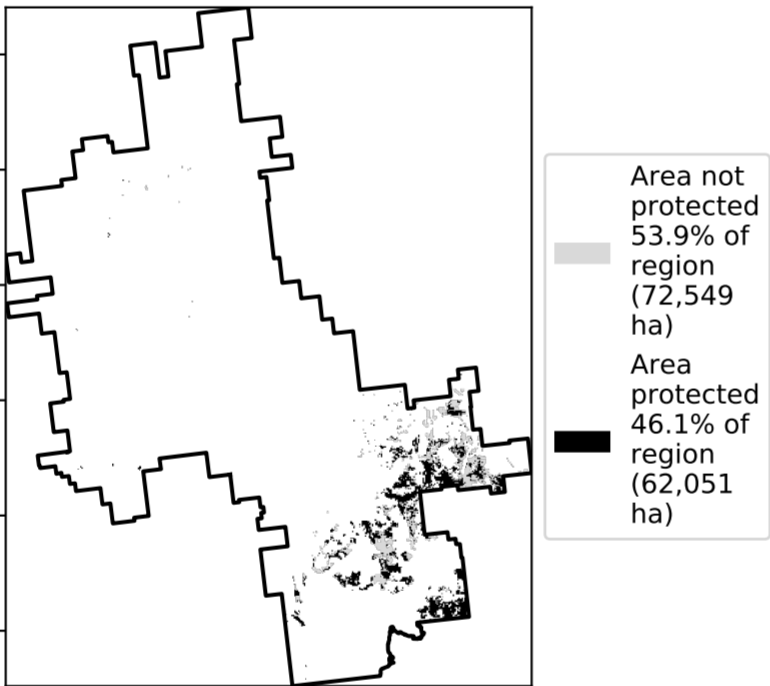 Area not
protected
53.9% of
region
(72,549
ha)
Area
protected
46.1% of
region
(62,051
ha)